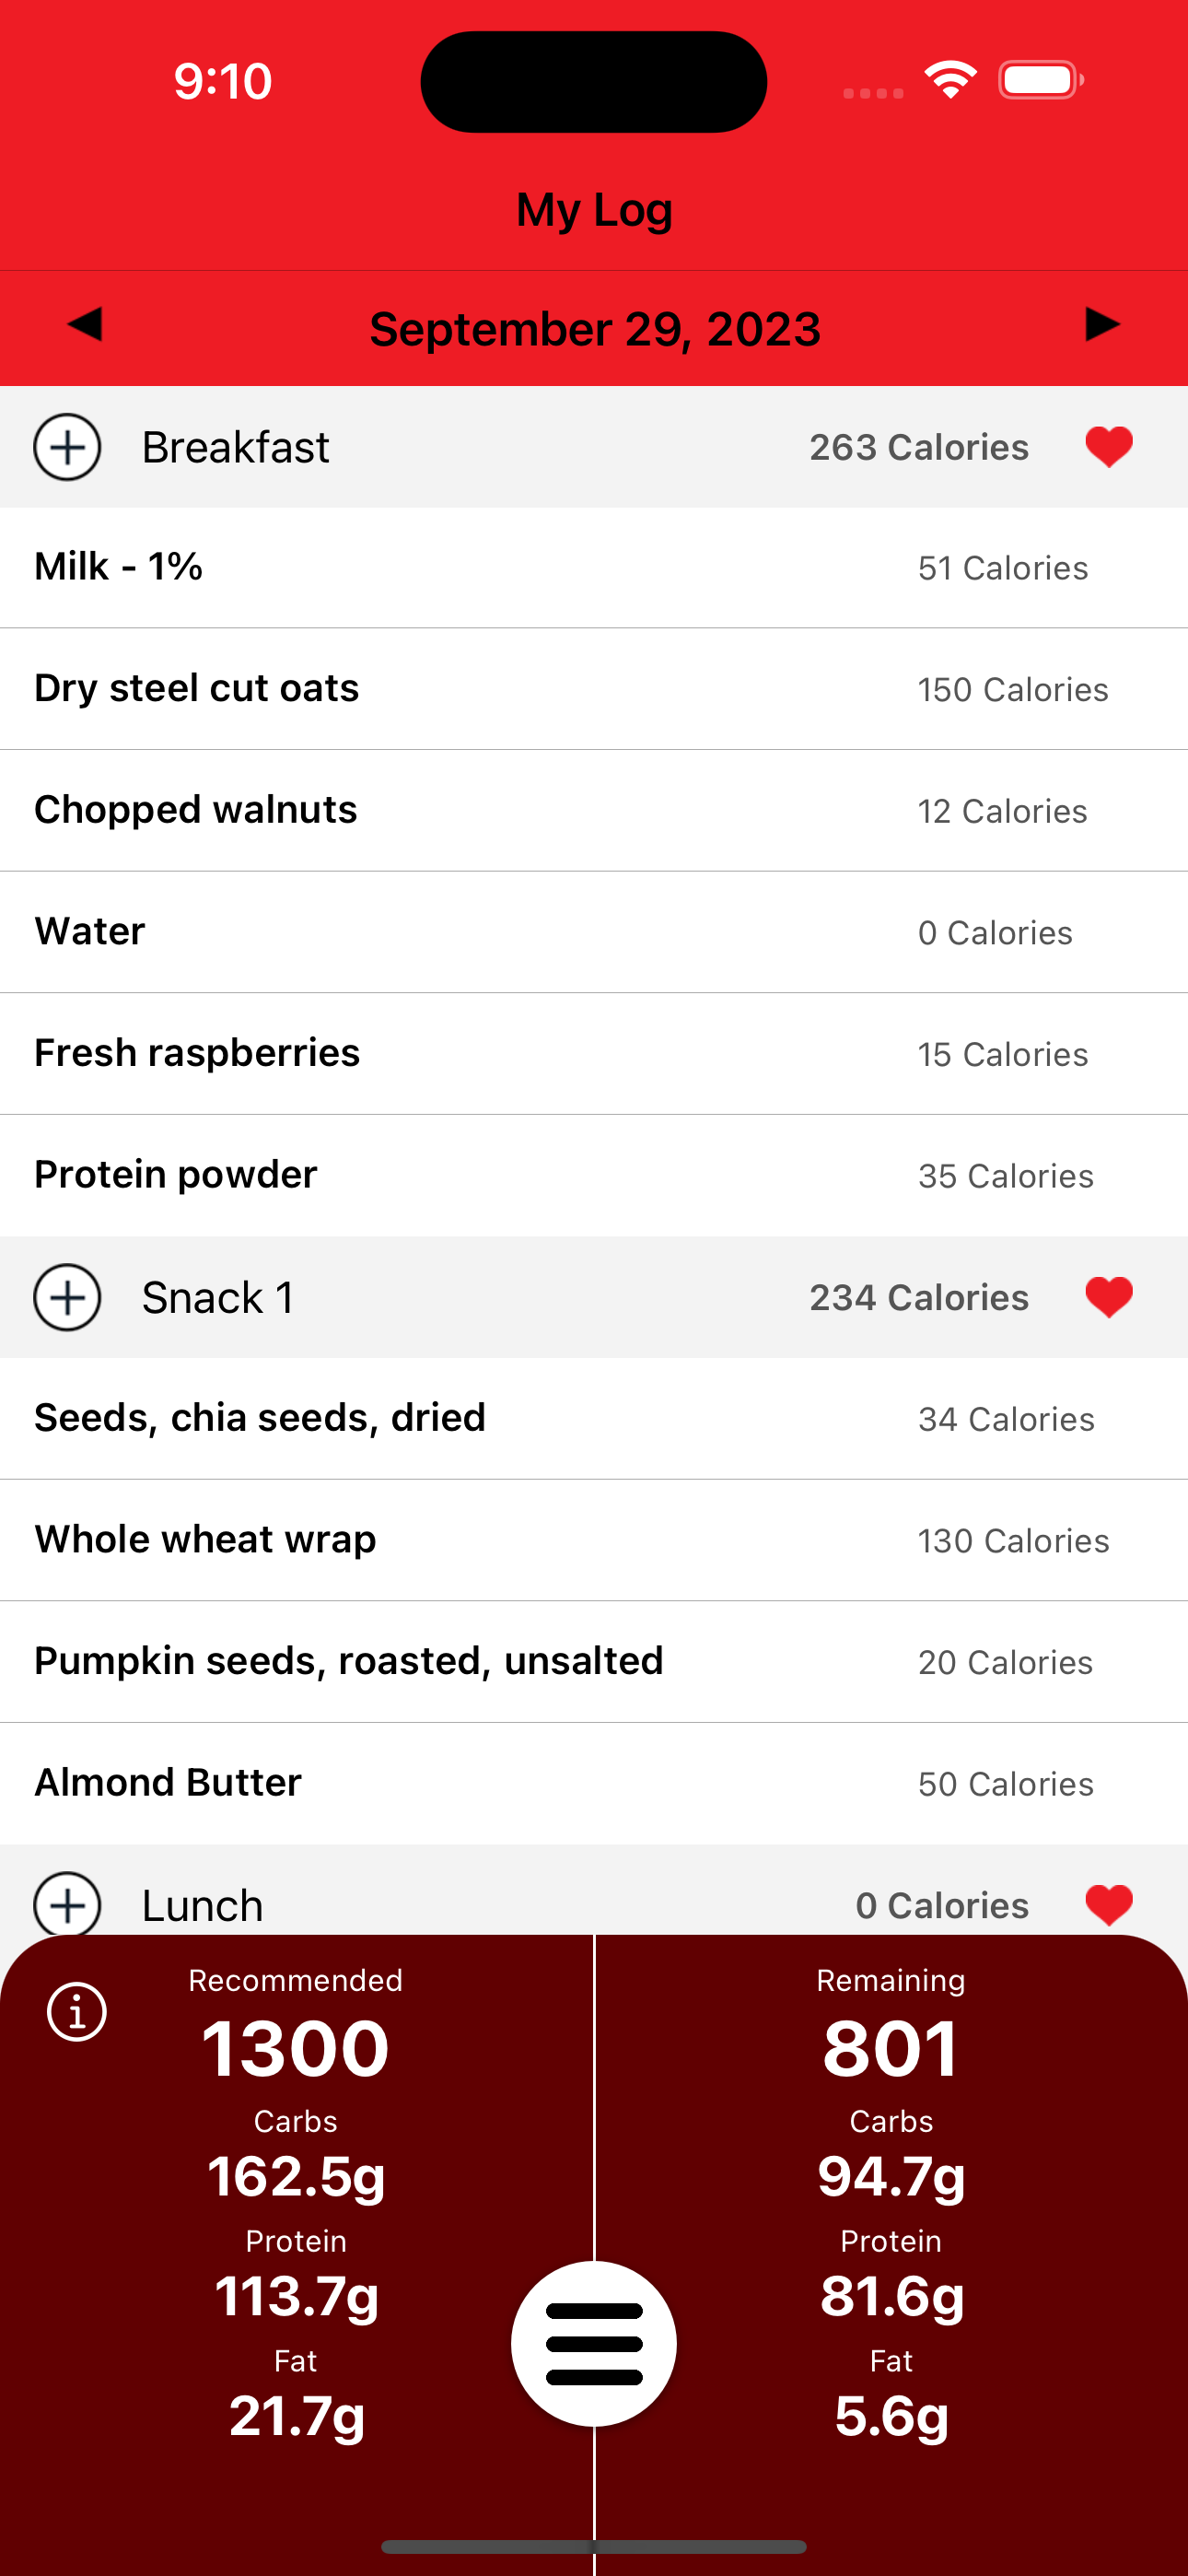 9:10
My Log
September 29, 2023
Breakfast 263 Calories
Milk - 1% 51 Calories
Dry steel cut oats 150 Calories
Chopped walnuts 12 Calories
Water 0 Calories
Fresh raspberries 15 Calories
Protein powder 35 Calories
Snack 1 234 Calories
Seeds, chia seeds, dried 34 Calories
Whole wheat wrap 130 Calories
Pumpkin seeds, roasted, unsalted 20 Calories
Almond Butter 50 Calories
Lunch 0 Calories
Recommended
1300
Carbs
162.5g
Protein
113.7g
Fat
21.7g
Remaining
801
Carbs
94.7g
Protein
81.6g
Fat
5.6g